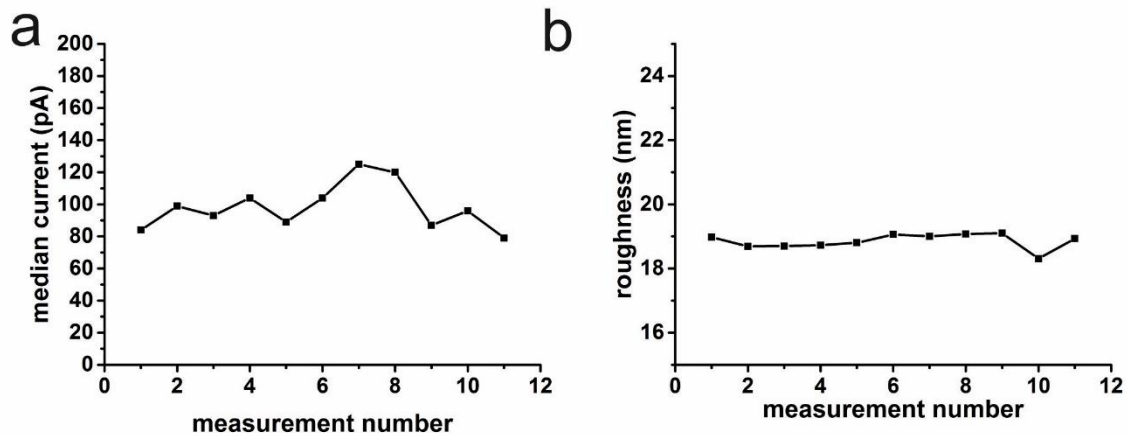 a
200
180
160
140
120
100
80
60
40
20
0
median current (pA)
0 2 4 6 8 10 12
measurement number
b
24
22
20
18
16
roughness (nm)
0 2 4 6 8 10 12
measurement number